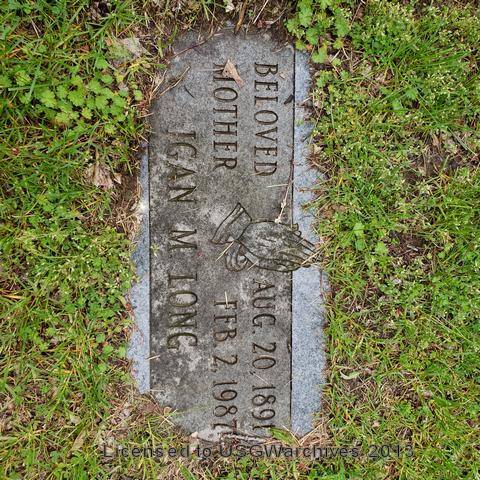 BELOVED
MOTHER
AUG. 20, 1891
FEB. 2, 1987
IGAN M. LONG
Licensed to USGWarchives, 2013